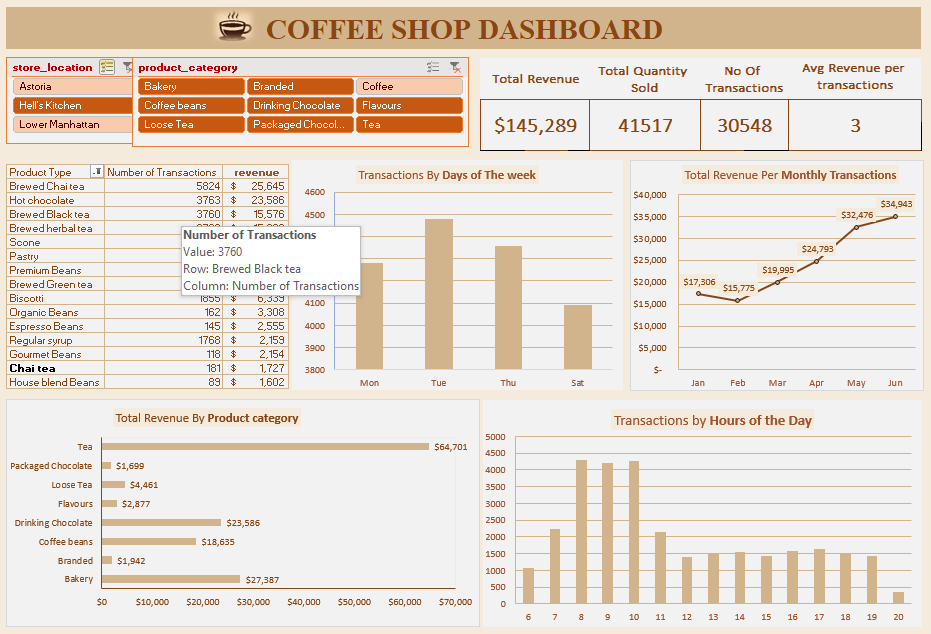 COFFEE SHOP DASHBOARD
store_location
Astoria
Hell's Kitchen
Lower Manhattan
product_category
Bakery Branded Coffee
Coffee beans Drinking Chocolate Flavours
Loose Tea Packaged Chocol... Tea
Total Revenue
$145,289
Total Quantity
Sold
41517
No Of
Transactions
30548
Avg Revenue per
transactions
3
Product Type Number of Transactions revenue
Brewed Chai tea 5824 $ 25,645
Hot chocolate 3763 $ 23,586
Brewed Black tea 3760 $ 15,576
Brewed herbal tea
Scone
Pastry
Premium Beans
Brewed Green tea
Biscotti 1855 $ 6,339
Organic Beans 162 $ 3,308
Espresso Beans 145 $ 2,555
Regular syrup 1768 $ 2,159
Gourmet Beans 118 $ 2,154
Chai tea 181 $ 1,727
House blend Beans 89 $ 1,602
Number of Transactions
Value: 3760
Row: Brewed Black tea
Column: Number of Transactions
Transactions By Days of The week
4600
4500
4100
4000
3900
3800
Mon Tue Thu Sat
Total Revenue Per Monthly Transactions
$40,000
$35,000
$30,000
$25,000
$20,000
$15,000
$10,000
$5,000
$-
$17,306 $15,775 $19,995 $24,793 $32,476 $34,943
Jan Feb Mar Apr May Jun
Total Revenue By Product category
Tea $64,701
Packaged Chocolate $1,699
Loose Tea $4,461
Flavours $2,877
Drinking Chocolate $23,586
Coffee beans $18,635
Branded $1,942
Bakery $27,387
$0 $10,000 $20,000 $30,000 $40,000 $50,000 $60,000 $70,000
Transactions by Hours of the Day
5000
4500
4000
3500
3000
2500
2000
1500
1000
500
0
6 7 8 9 10 11 12 13 14 15 16 17 18 19 20